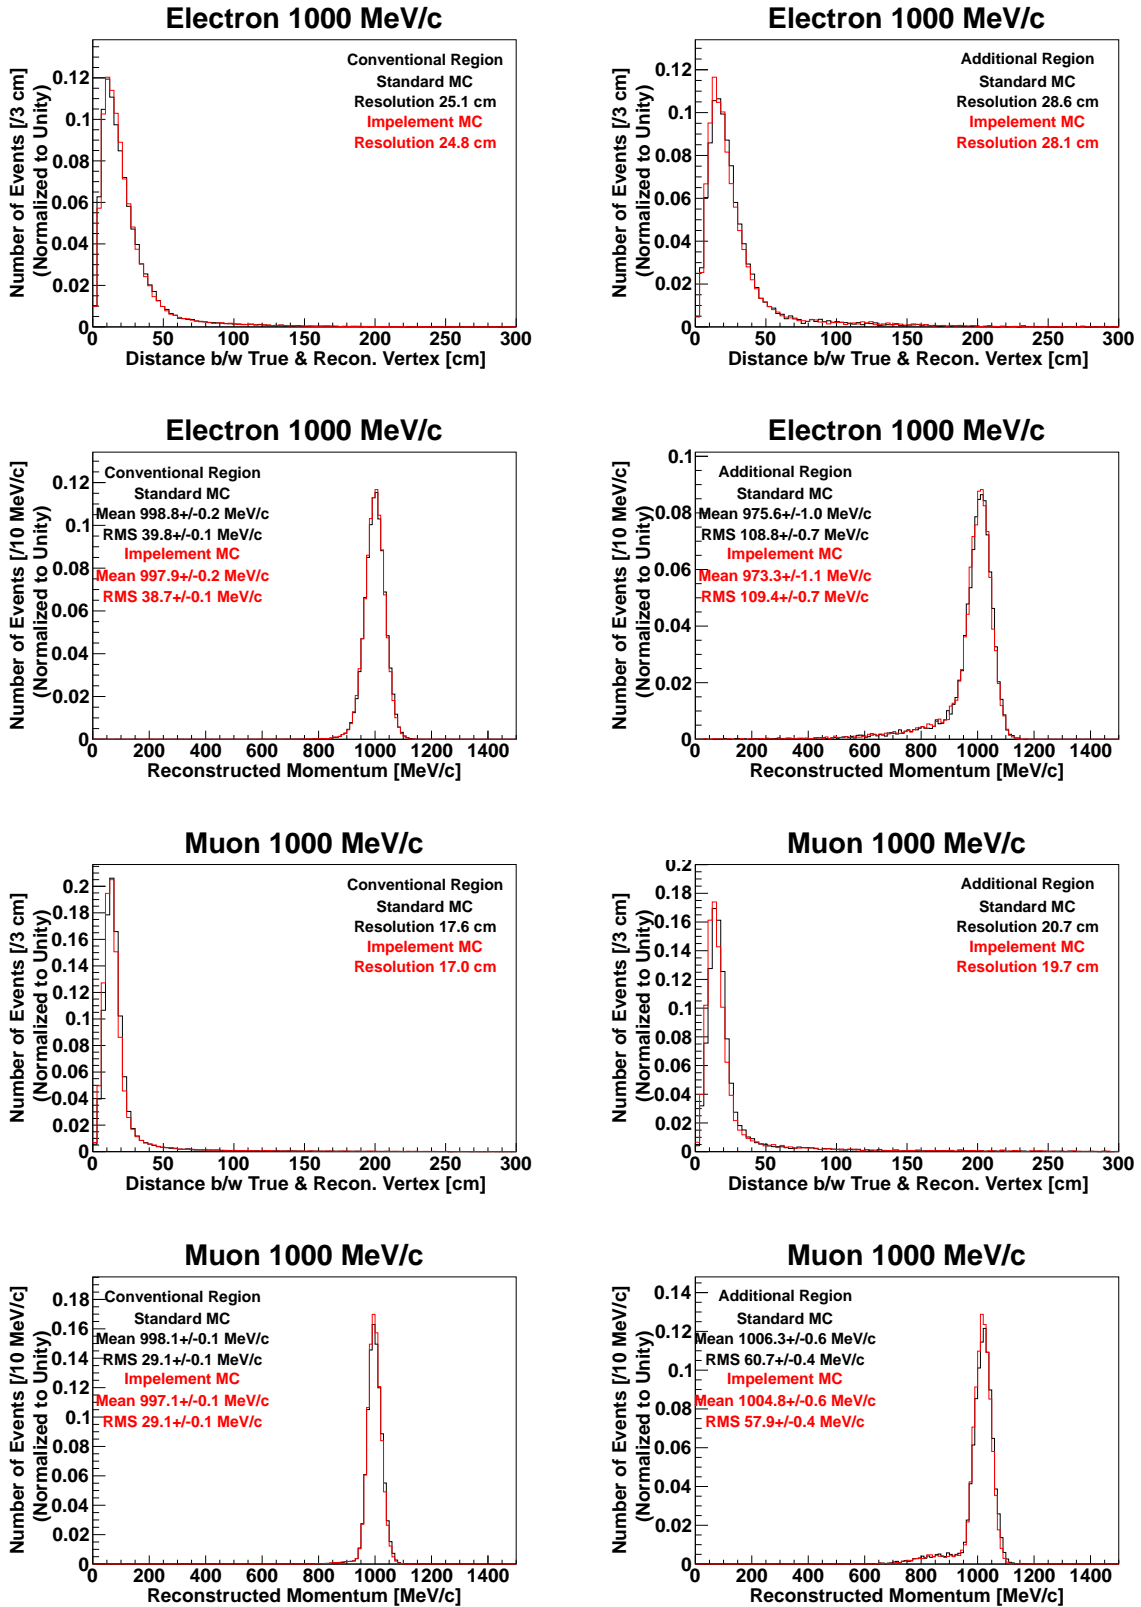 Electron 1000 MeV/c
Number of Events [/3 cm]
(Normalized to Unity)
0.12
0.1
0.08
0.06
0.04
0.02
0
Conventional Region
Standard MC
Resolution 25.1 cm
Impelement MC
Resolution 24.8 cm
0 50 100 150 200 250 300
Distance b/w True & Recon. Vertex [cm]
Electron 1000 MeV/c
Number of Events [/3 cm]
(Normalized to Unity)
0.12
0.1
0.08
0.06
0.04
0.02
0
Additional Region
Standard MC
Resolution 28.6 cm
Impelement MC
Resolution 28.1 cm
0 50 100 150 200 250 300
Distance b/w True & Recon. Vertex [cm]
Electron 1000 MeV/c
Number of Events [/10 MeV/c]
(Normalized to Unity)
0.12
0.1
0.08
0.06
0.04
0.02
0
Conventional Region
Standard MC
Mean 998.8+/-0.2 MeV/c
RMS 39.8+/-0.1 MeV/c
Impelement MC
Mean 997.9+/-0.2 MeV/c
RMS 38.7+/-0.1 MeV/c
0 200 400 600 800 1000 1200 1400
Reconstructed Momentum [MeV/c]
Electron 1000 MeV/c
Number of Events [/10 MeV/c]
(Normalized to Unity)
0.1
0.08
0.06
0.04
0.02
0
Additional Region
Standard MC
Mean 975.6+/-1.0 MeV/c
RMS 108.8+/-0.7 MeV/c
Impelement MC
Mean 973.3+/-1.1 MeV/c
RMS 109.4+/-0.7 MeV/c
0 200 400 600 800 1000 1200 1400
Reconstructed Momentum [MeV/c]
Muon 1000 MeV/c
Number of Events [/3 cm]
(Normalized to Unity)
0.2
0.18
0.16
0.14
0.12
0.1
0.08
0.06
0.04
0.02
0
Conventional Region
Standard MC
Resolution 17.6 cm
Impelement MC
Resolution 17.0 cm
0 50 100 150 200 250 300
Distance b/w True & Recon. Vertex [cm]
Muon 1000 MeV/c
Number of Events [/3 cm]
(Normalized to Unity)
0.2
0.18
0.16
0.14
0.12
0.1
0.08
0.06
0.04
0.02
0
Additional Region
Standard MC
Resolution 20.7 cm
Impelement MC
Resolution 19.7 cm
0 50 100 150 200 250 300
Distance b/w True & Recon. Vertex [cm]
Muon 1000 MeV/c
Number of Events [/10 MeV/c]
(Normalized to Unity)
0.18
0.16
0.14
0.12
0.1
0.08
0.06
0.04
0.02
0
Conventional Region
Standard MC
Mean 998.1+/-0.1 MeV/c
RMS 29.1+/-0.1 MeV/c
Impelement MC
Mean 997.1+/-0.1 MeV/c
RMS 29.1+/-0.1 MeV/c
0 200 400 600 800 1000 1200 1400
Reconstructed Momentum [MeV/c]
Muon 1000 MeV/c
Number of Events [/10 MeV/c]
(Normalized to Unity)
0.14
0.12
0.1
0.08
0.06
0.04
0.02
0
Additional Region
Standard MC
Mean 1006.3+/-0.6 MeV/c
RMS 60.7+/-0.4 MeV/c
Impelement MC
Mean 1004.8+/-0.6 MeV/c
RMS 57.9+/-0.4 MeV/c
0 200 400 600 800 1000 1200 1400
Reconstructed Momentum [MeV/c]